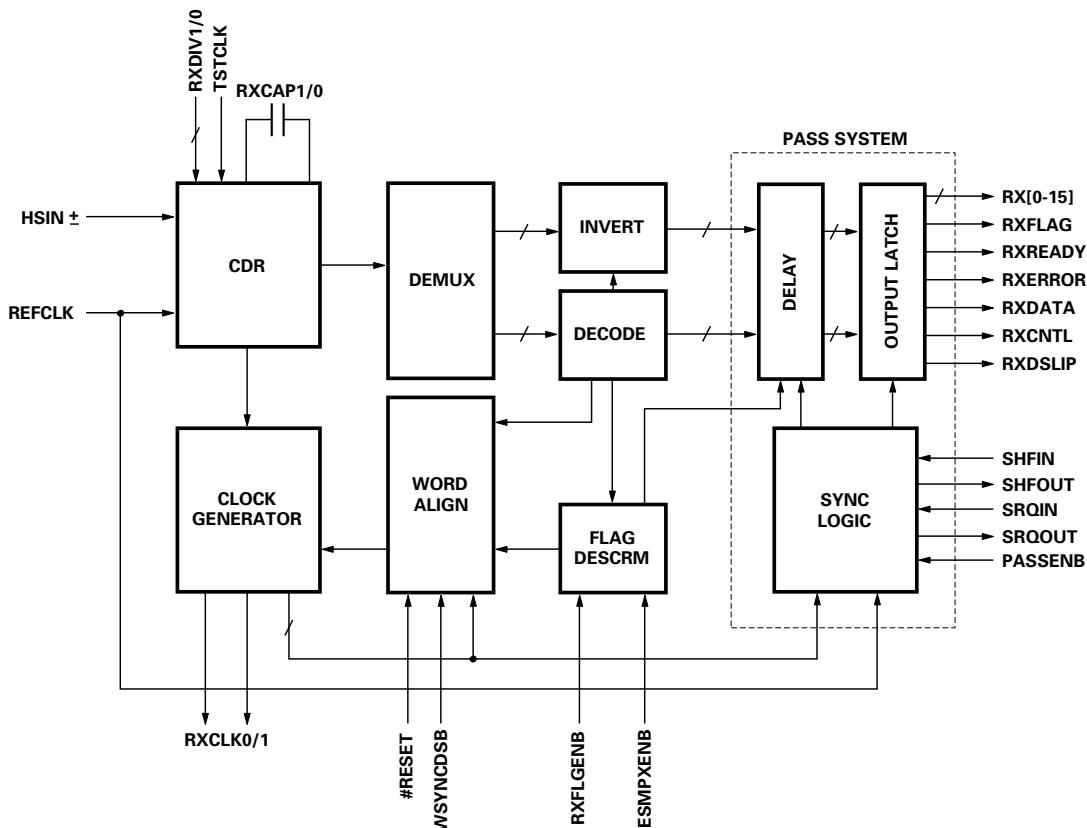 RXDIV1/0
TSTCLK
RXCAP1/0
PASS SYSTEM
HSIN ±
REFCLK
CDR
DEMUX
INVERT
DECODE
DELAY
OUTPUT LATCH
RX[0-15]
RXFLAG
RXREADY
RXERROR
RXDATA
RXCNTL
RXDSLIP
CLOCK
GENERATOR
WORD
ALIGN
FLAG
DESCRM
SYNC
LOGIC
SHFIN
SHFOUT
SRQIN
SRQOUT
PASSENB
RXCLK0/1
#RESET
WSYNCDSB
RXFLGENB
ESMPXENB